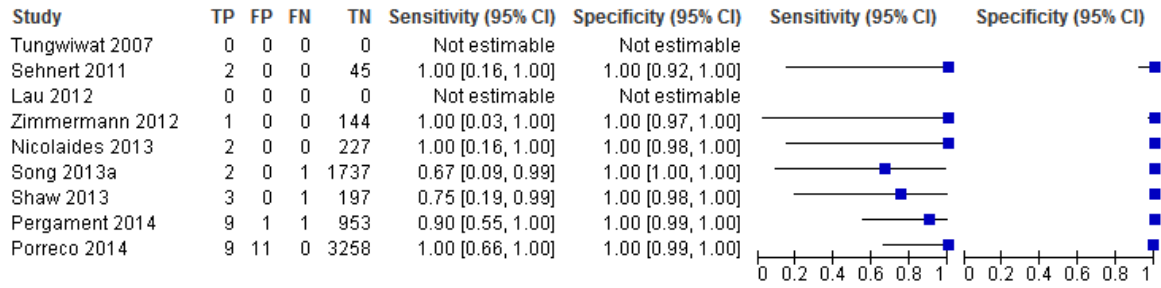 Study TP FP FN TN Sensitivity (95% CI) Specificity (95% CI) Sensitivity (95% CI) Specificity (95% CI)
Tungwiwat 2007 0 0 0 0 Not estimable Not estimable
Sehnert 2011 2 0 0 45 1.00 [0.16, 1.00] 1.00 [0.92, 1.00]
Lau 2012 0 0 0 0 Not estimable Not estimable
Zimmermann 2012 1 0 0 144 1.00 [0.03, 1.00] 1.00 [0.97, 1.00]
Nicolaides 2013 2 0 0 227 1.00 [0.16, 1.00] 1.00 [0.98, 1.00]
Song 2013a 2 0 1 1737 0.67 [0.09, 0.99] 1.00 [1.00, 1.00]
Shaw 2013 3 0 1 197 0.75 [0.19, 0.99] 1.00 [0.98, 1.00]
Pergament 2014 9 1 1 953 0.90 [0.55, 1.00] 1.00 [0.99, 1.00]
Porreco 2014 9 11 0 3258 1.00 [0.66, 1.00] 1.00 [0.99, 1.00]
0 0.2 0.4 0.6 0.8 1 0 0.2 0.4 0.6 0.8 1